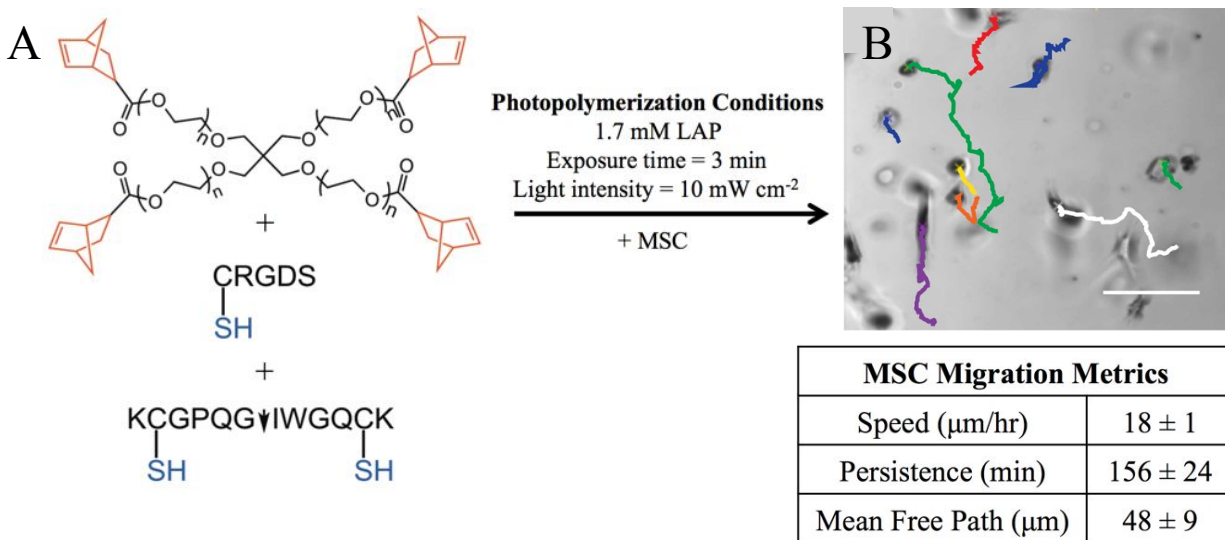 A
O
O
O
O
n
n
O
O
O
O
O
O
n
n
O
O
+
CRGDS
SH
+
KCGPQG▼IWGQCK
SH
SH
Photopolymerization Conditions
1.7 mM LAP
Exposure time = 3 min
Light intensity = 10 mW cm⁻²
+ MSC
B
MSC Migration Metrics
Speed (μm/hr) 18 ± 1
Persistence (min) 156 ± 24
Mean Free Path (μm) 48 ± 9